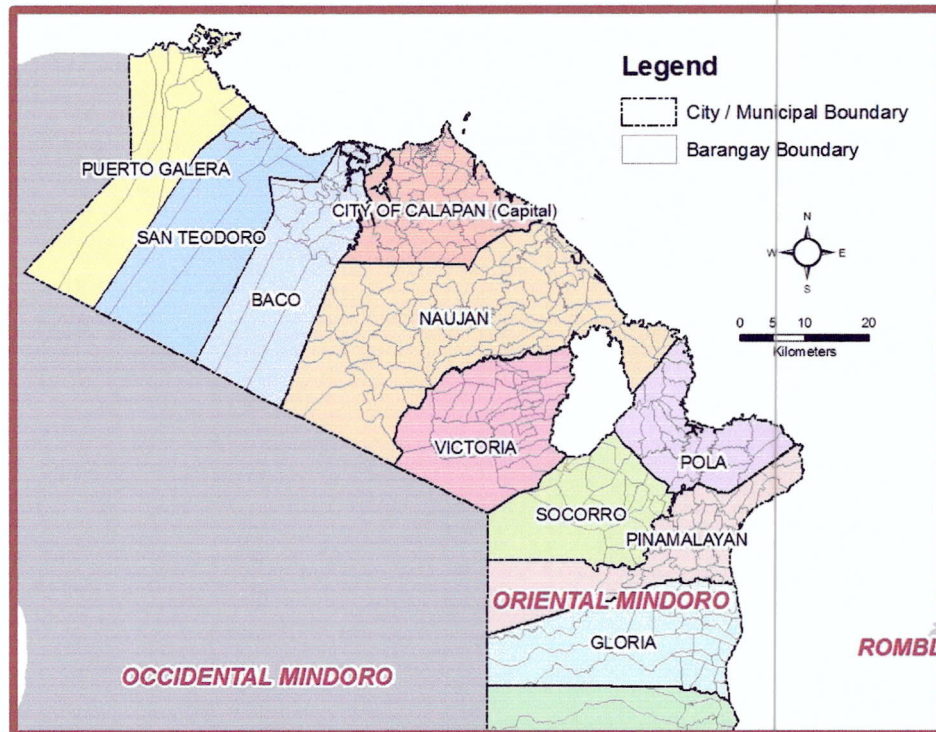 Legend
City / Municipal Boundary
Barangay Boundary
PUERTO GALERA
CITY OF CALAPAN (Capital)
SAN TEODORO
N
W E
S
BACO
NAUJAN
0 5 10 20
Kilometers
VICTORIA
POLA
SOCORRO
PINAMALAYAN
ORIENTAL MINDORO
GLORIA
ROMBL
OCCIDENTAL MINDORO